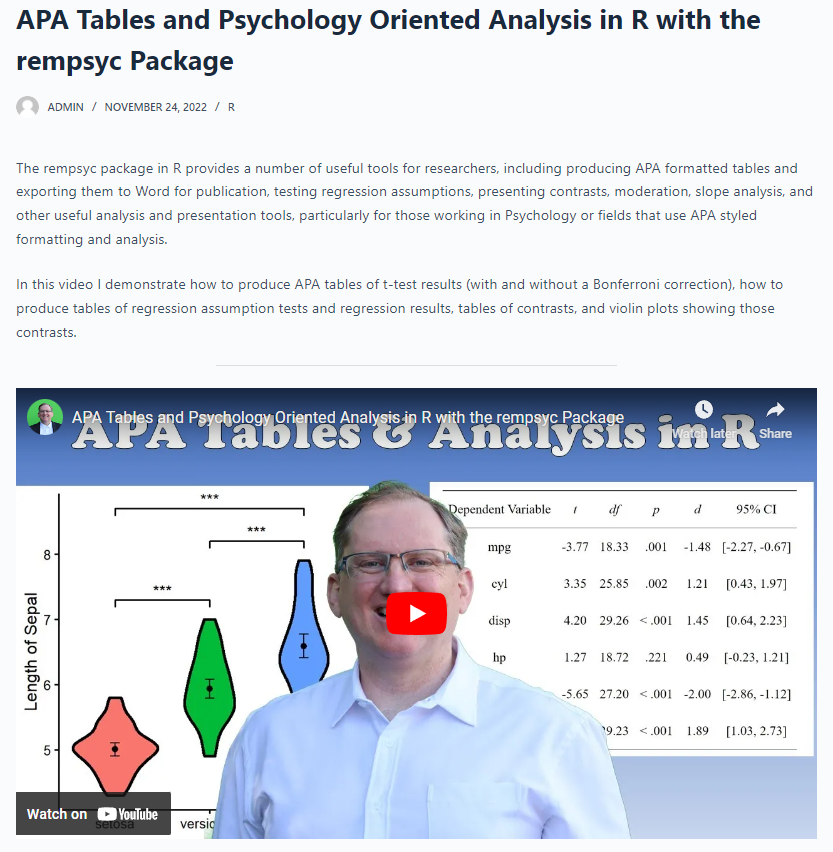 APA Tables and Psychology Oriented Analysis in R with the
rempsyc Package
ADMIN / NOVEMBER 24, 2022 / R
The rempsyc package in R provides a number of useful tools for researchers, including producing APA formatted tables and
exporting them to Word for publication, testing regression assumptions, presenting contrasts, moderation, slope analysis, and
other useful analysis and presentation tools, particularly for those working in Psychology or fields that use APA styled
formatting and analysis.
In this video I demonstrate how to produce APA tables of t-test results (with and without a Bonferroni correction), how to
produce tables of regression assumption tests and regression results, tables of contrasts, and violin plots showing those
contrasts.
APA Tables and Psychology Oriented Analysis in R with the rempsyc Package
Watch later
Share
APA Tables & Analysis in R
***
***
***
8
7
6
5
Length of Sepal
setosa
versic
Dependent Variable t df p d 95% CI
mpg -3.77 18.33 .001 -1.48 [-2.27, -0.67]
cyl 3.35 25.85 .002 1.21 [0.43, 1.97]
disp 4.20 29.26 < .001 1.45 [0.64, 2.23]
hp 1.27 18.72 .221 0.49 [-0.23, 1.21]
-5.65 27.20 < .001 -2.00 [-2.86, -1.12]
9.23 < .001 1.89 [1.03, 2.73]
Watch on YouTube